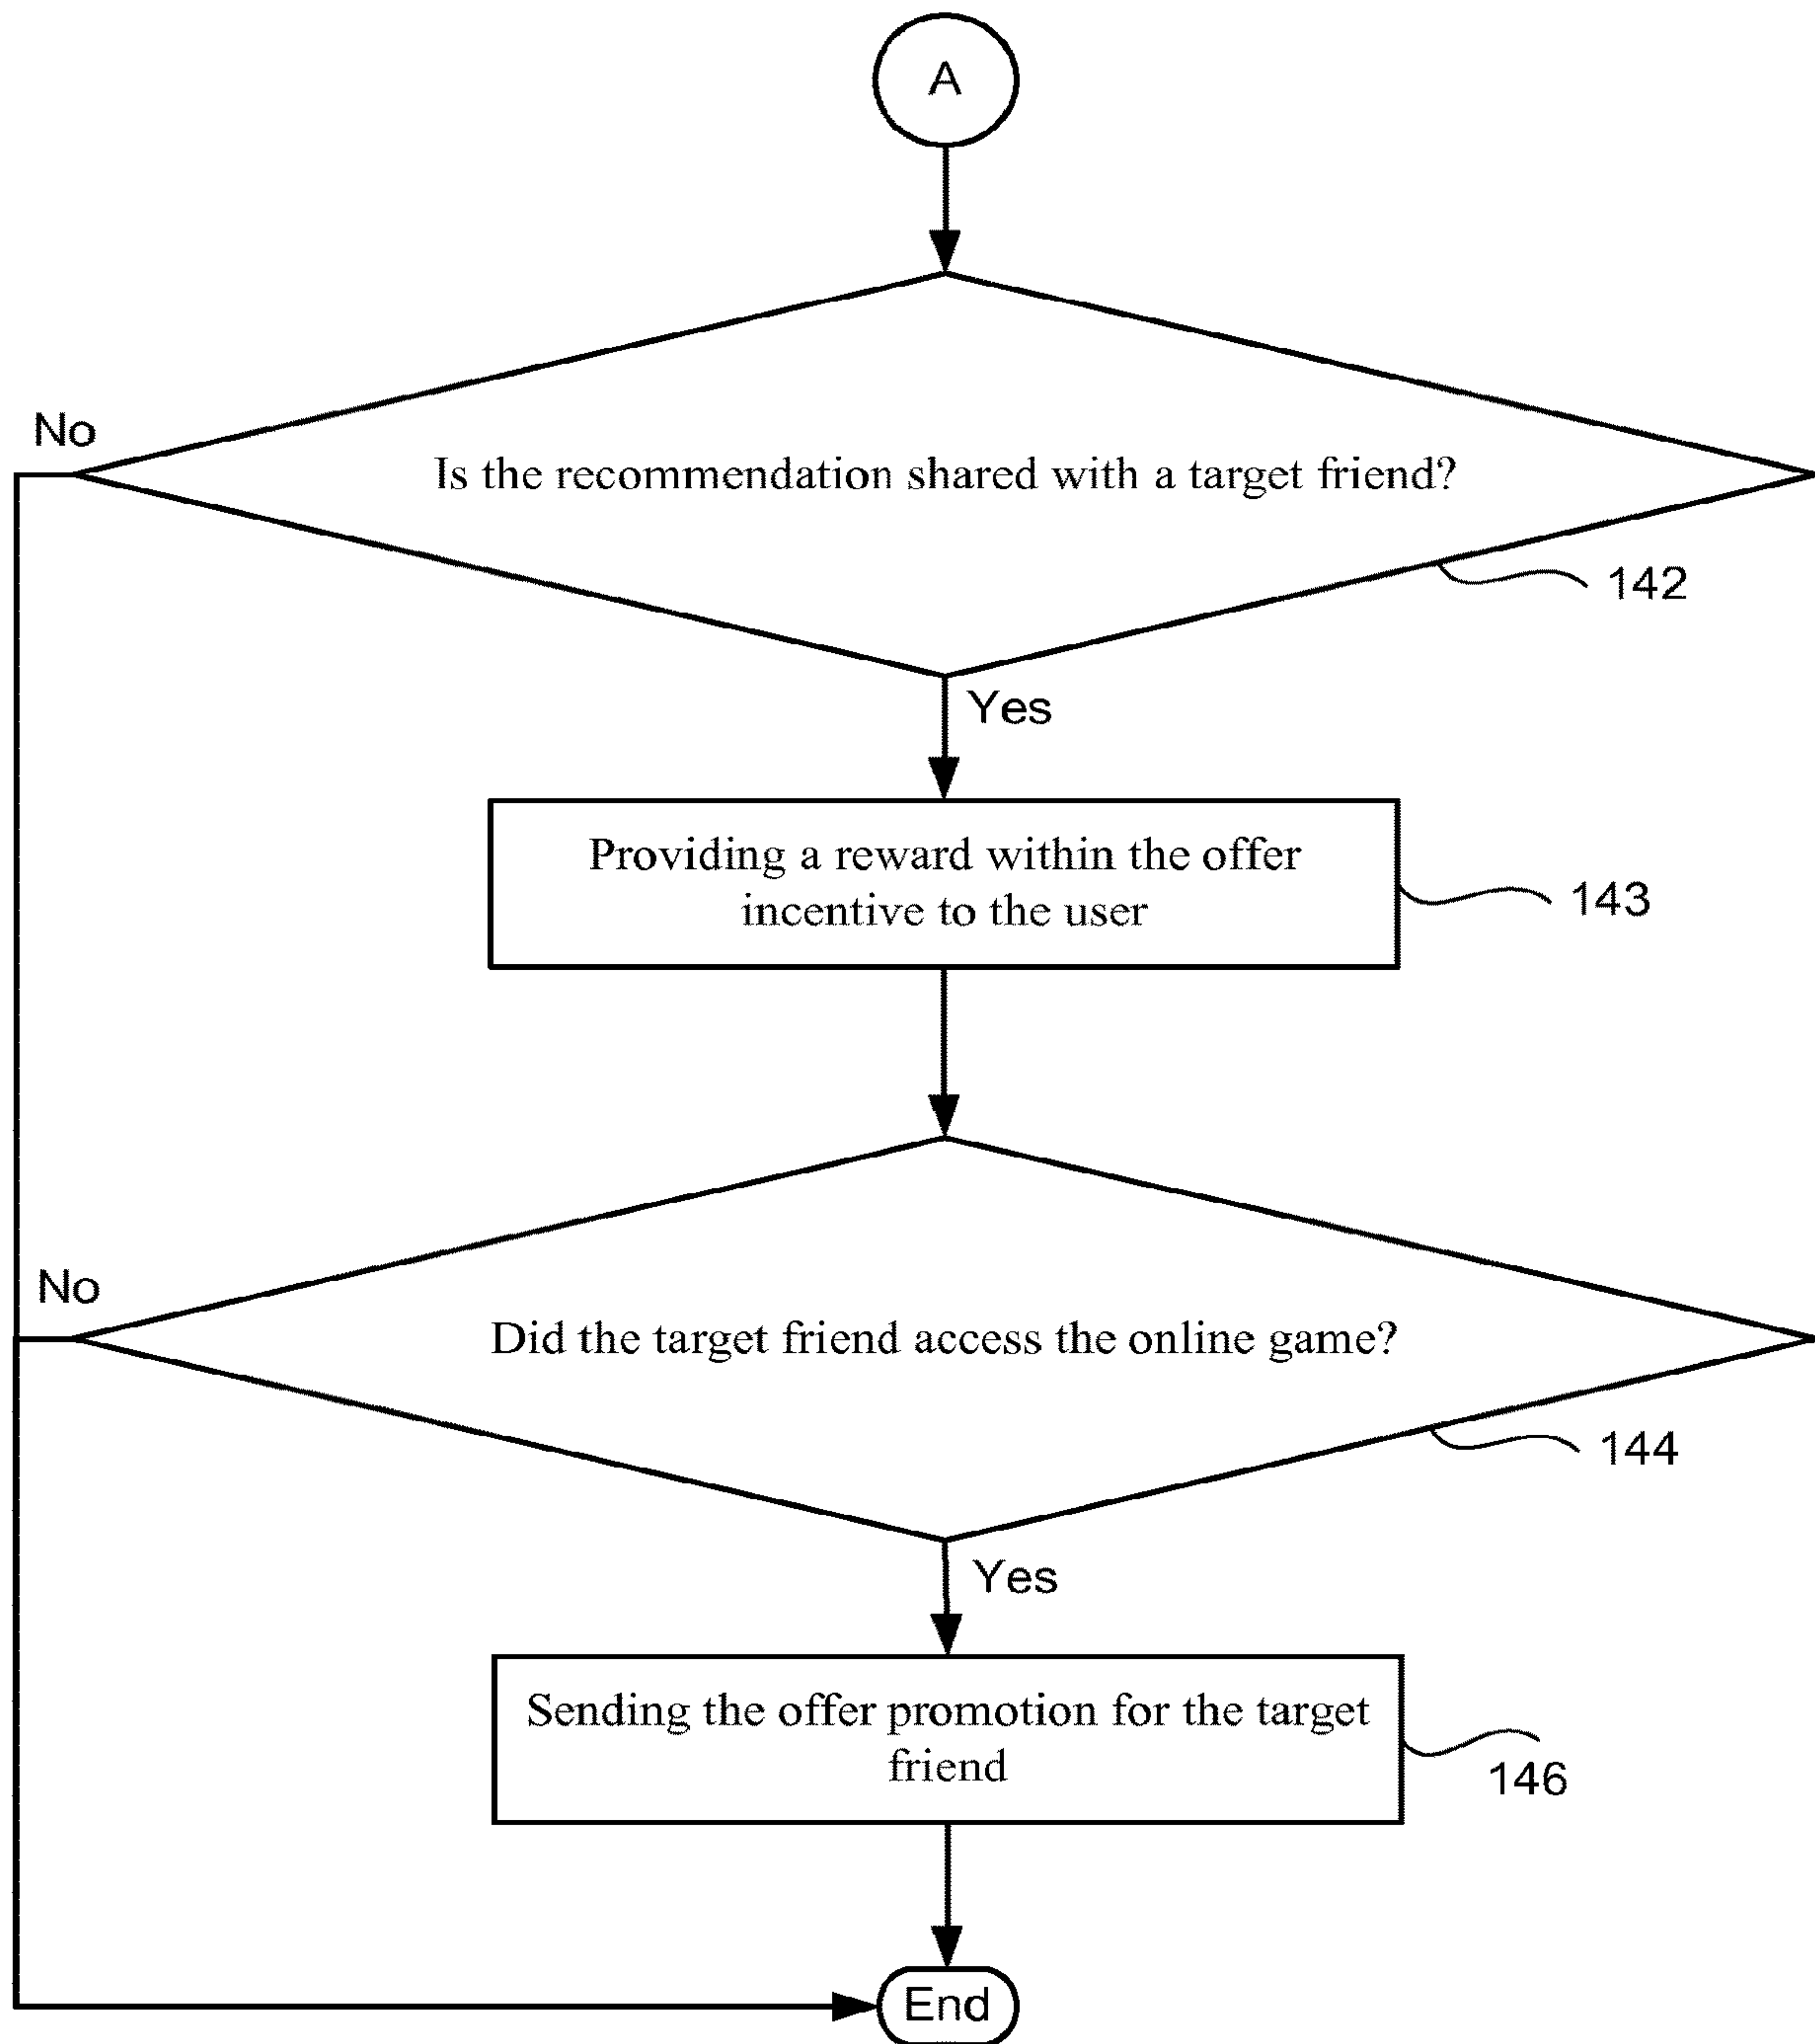 A
No
Is the recommendation shared with a target friend?
142
Yes
Providing a reward within the offer
incentive to the user
143
No
Did the target friend access the online game?
144
Yes
Sending the offer promotion for the target
friend
146
End